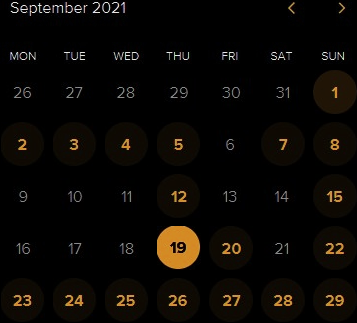 September 2021
MON TUE WED THU FRI SAT SUN
26 27 28 29 30 31 1
2 3 4 5 6 7 8
9 10 11 12 13 14 15
16 17 18 19 20 21 22
23 24 25 26 27 28 29